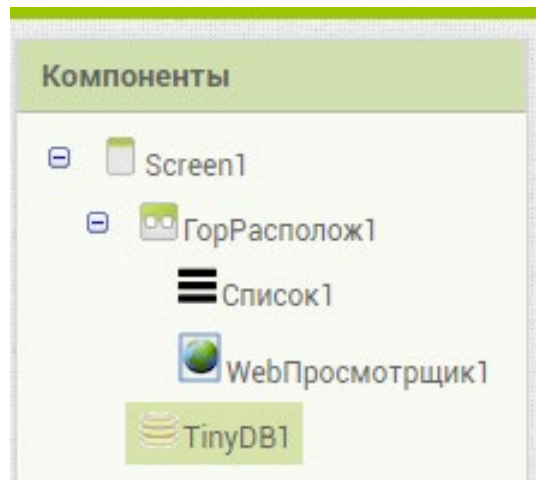 Компоненты
Screen1
ГорРасполож1
Список1
WebПросмотрщик1
TinyDB1